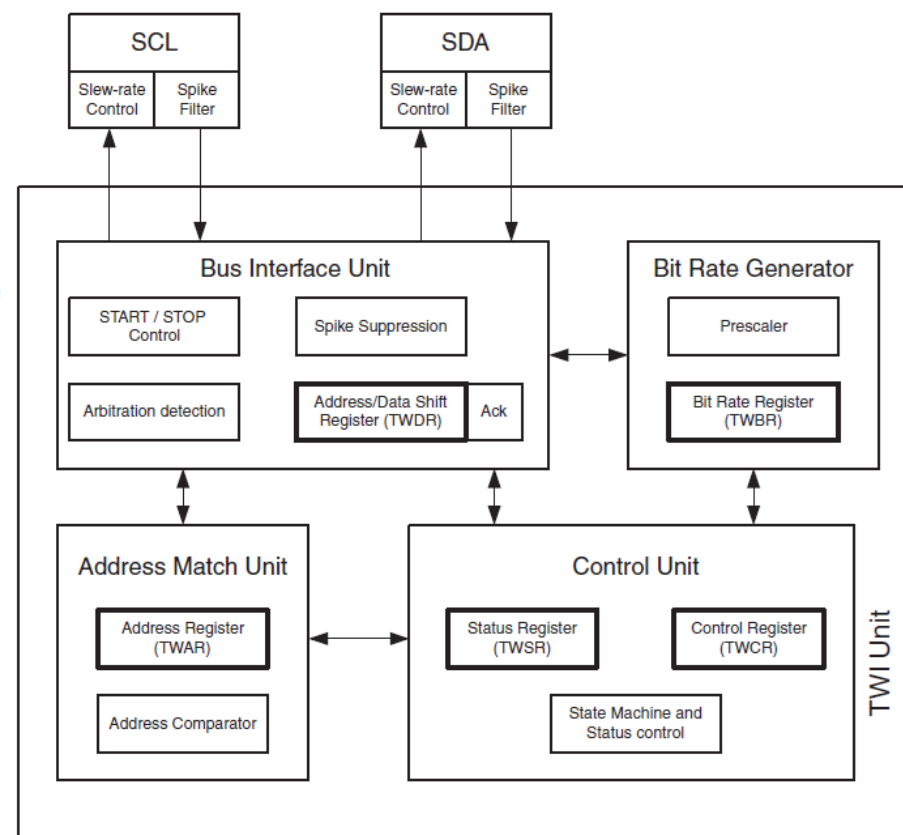 SCL
SDA
Slew-rate
Control
Spike
Filter
Slew-rate
Control
Spike
Filter
Bus Interface Unit
START / STOP
Control
Spike Suppression
Arbitration detection
Address/Data Shift
Register (TWDR)
Ack
Bit Rate Generator
Prescaler
Bit Rate Register
(TWBR)
Address Match Unit
Address Register
(TWAR)
Address Comparator
Control Unit
Status Register
(TWSR)
Control Register
(TWCR)
State Machine and
Status control
TWI Unit